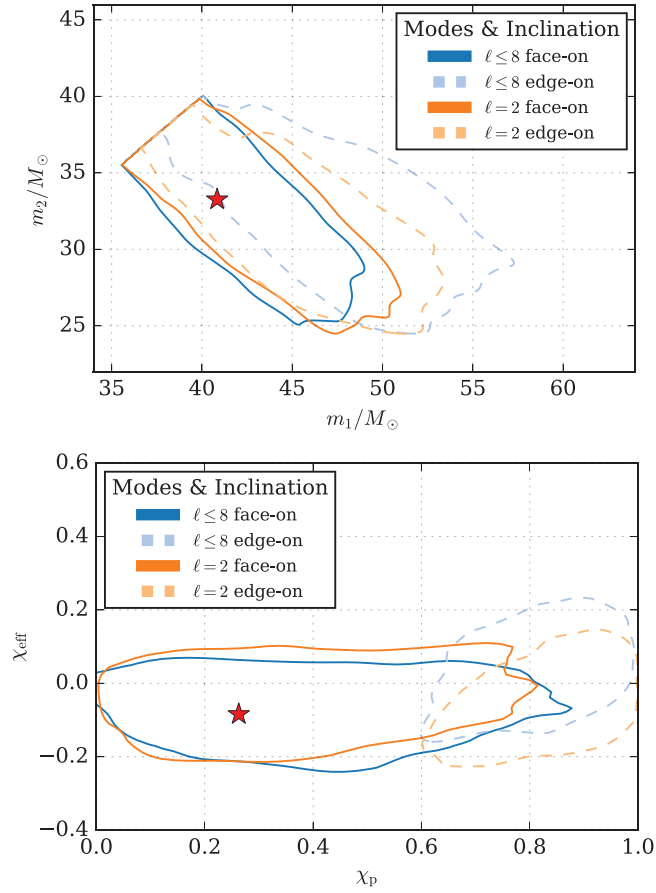 45
40
35
30
25
m₂/M⊙
Modes & Inclination
ℓ ≤ 8 face-on
ℓ ≤ 8 edge-on
ℓ = 2 face-on
ℓ = 2 edge-on
35 40 45 50 55 60
m₁/M⊙
0.6
0.4
0.2
0.0
−0.2
−0.4
χeff
Modes & Inclination
ℓ ≤ 8 face-on
ℓ ≤ 8 edge-on
ℓ = 2 face-on
ℓ = 2 edge-on
0.0 0.2 0.4 0.6 0.8 1.0
χp